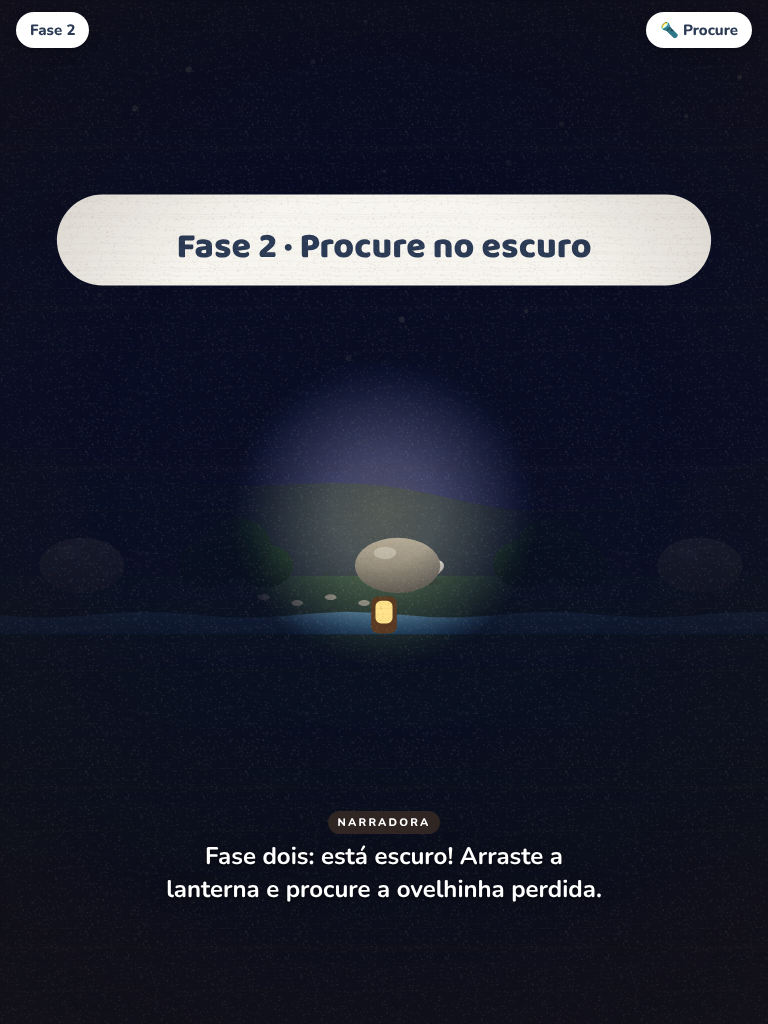 Fase 2
🔦 Procure
Fase 2 · Procure no escuro
NARRADORA
Fase dois: está escuro! Arraste a
lanterna e procure a ovelhinha perdida.